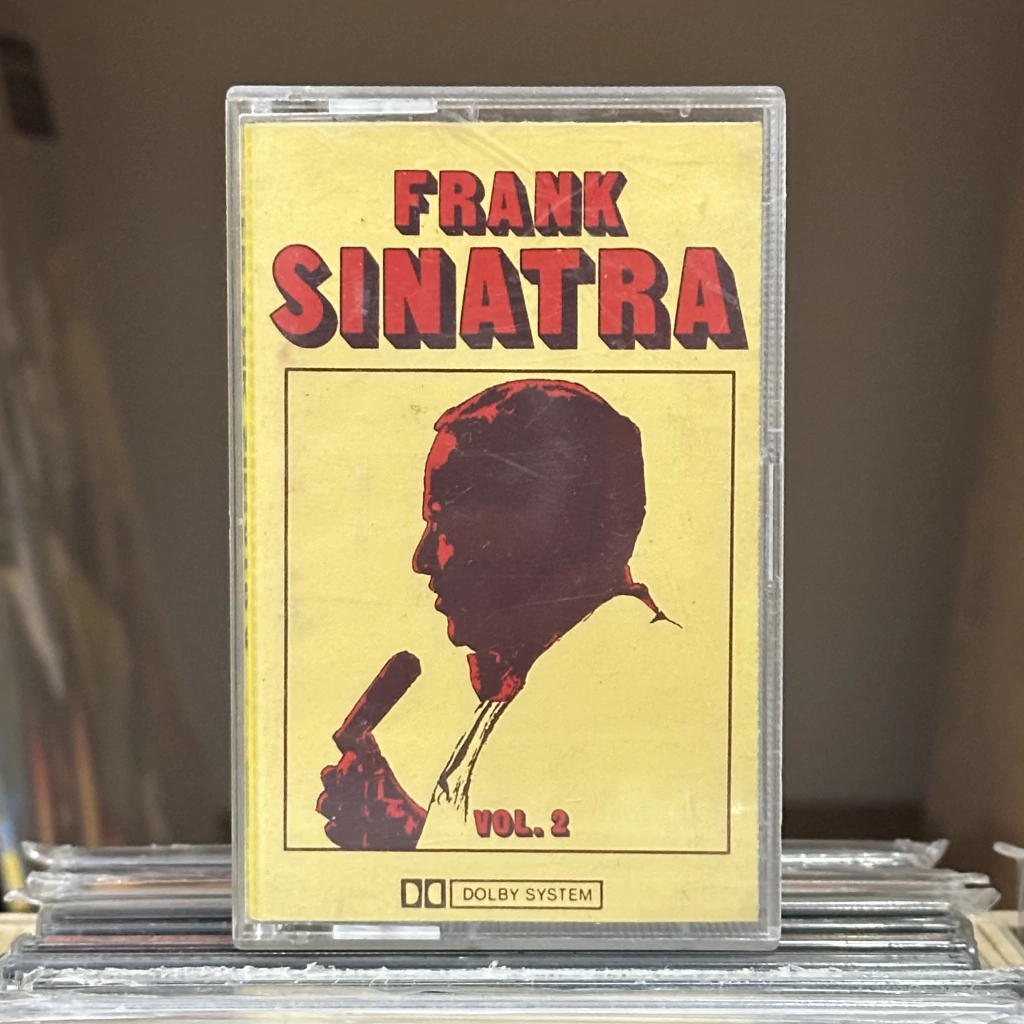 FRANK
SINATRA
VOL. 2
DOLBY SYSTEM